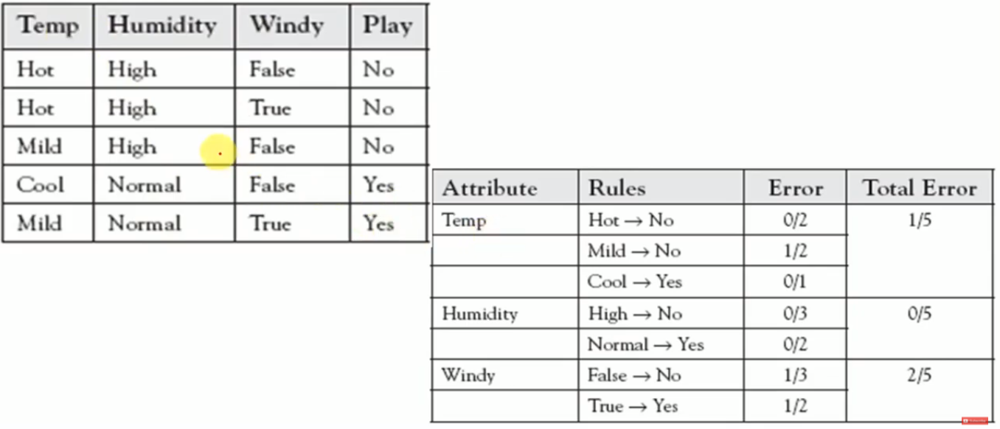 Temp Humidity Windy Play
Hot High False No
Hot High True No
Mild High False No
Cool Normal False Yes
Mild Normal True Yes
Attribute Rules Error Total Error
Temp Hot → No 0/2 1/5
Mild → No 1/2
Cool → Yes 0/1
Humidity High → No 0/3 0/5
Normal → Yes 0/2
Windy False → No 1/3 2/5
True → Yes 1/2